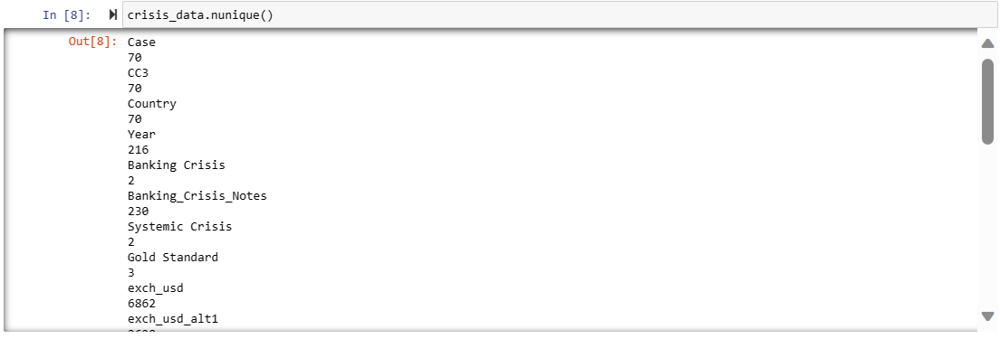 In [8]: crisis_data.nunique()
Out[8]: Case
70
CC3
70
Country
70
Year
216
Banking Crisis
2
Banking_Crisis_Notes
230
Systemic Crisis
2
Gold Standard
3
exch_usd
6862
exch_usd_alt1